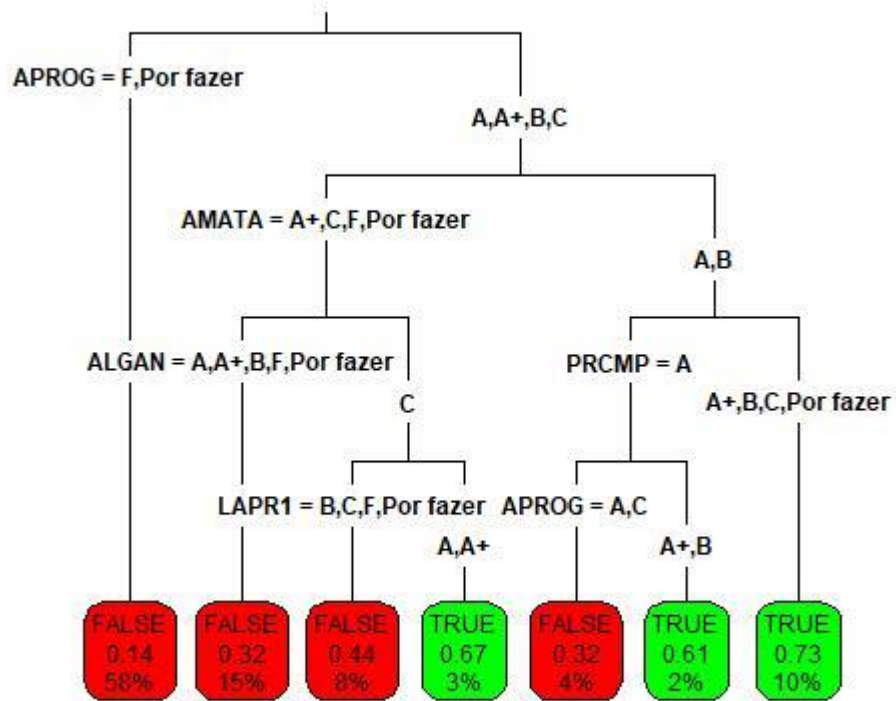 APROG = F,Por fazer
A,A+,B,C
AMATA = A+,C,F,Por fazer
A,B
ALGAN = A,A+,B,F,Por fazer
C
PRCMP = A
A+,B,C,Por fazer
LAPR1 = B,C,F,Por fazer
A,A+
APROG = A,C
A+,B
FALSE
0.14
58%
FALSE
0.32
15%
FALSE
0.44
8%
TRUE
0.67
3%
FALSE
0.32
4%
TRUE
0.61
2%
TRUE
0.73
10%